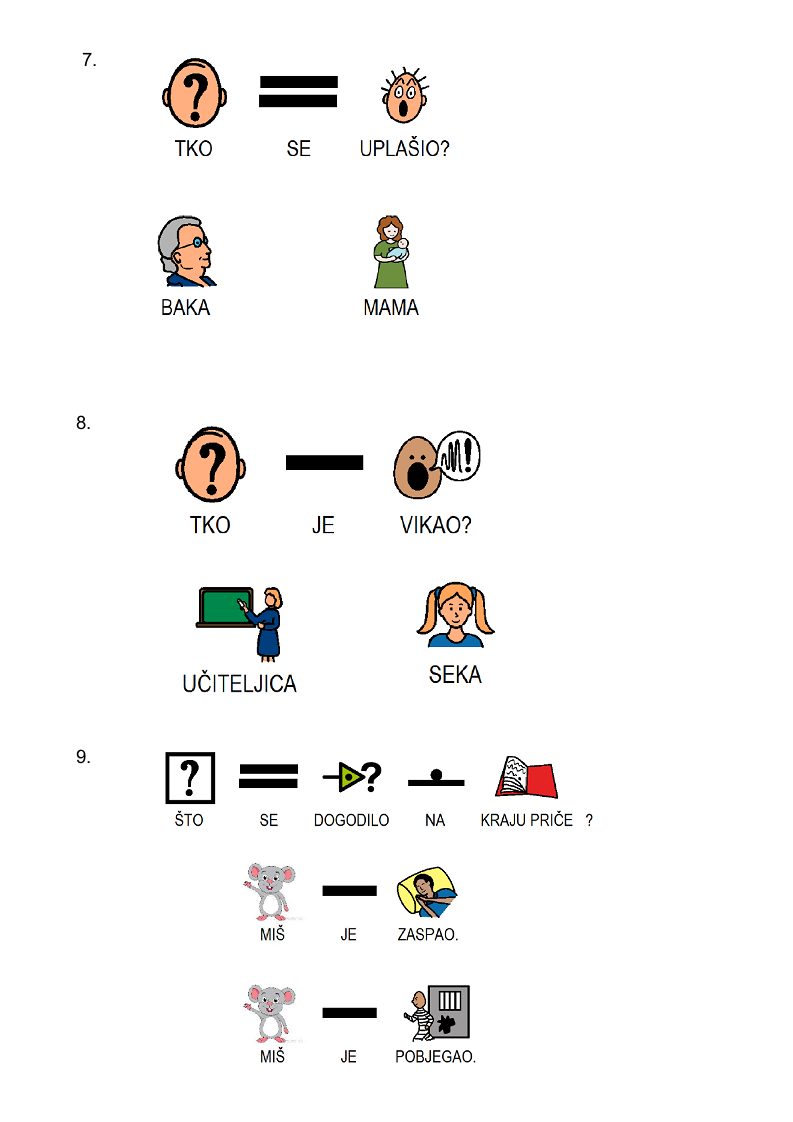 7.
?
TKO SE UPLAŠIO?
BAKA MAMA
8.
? !
TKO JE VIKAO?
UČITELJICA SEKA
9.
? ?
ŠTO SE DOGODILO NA KRAJU PRIČE ?
MIŠ JE ZASPAO.
MIŠ JE POBJEGAO.